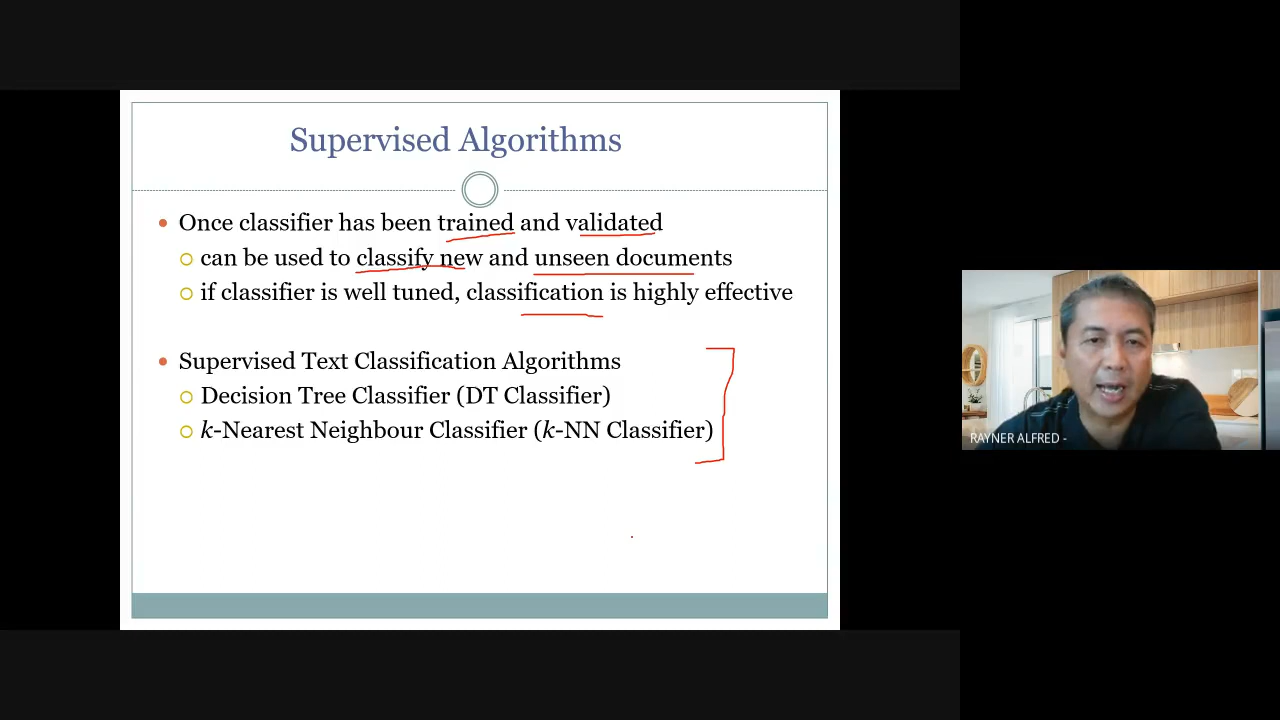 Supervised Algorithms
Once classifier has been trained and validated
can be used to classify new and unseen documents
if classifier is well tuned, classification is highly effective
Supervised Text Classification Algorithms
Decision Tree Classifier (DT Classifier)
k-Nearest Neighbour Classifier (k-NN Classifier)
RAYNER ALFRED -